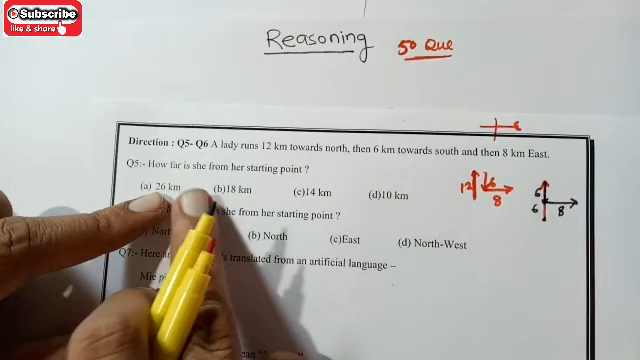 Subscribe
like & share
Reasoning 50 Que
Direction : Q5- Q6 A lady runs 12 km towards north, then 6 km towards south and then 8 km East.
Q5:- How far is she from her starting point ?
(a) 26 km (b)18 km (c)14 km (d)10 km
she from her starting point ?
(b) North (c)East (d) North-West
Q7:- Here translated from an artificial language –
12 6 8
6 6 8